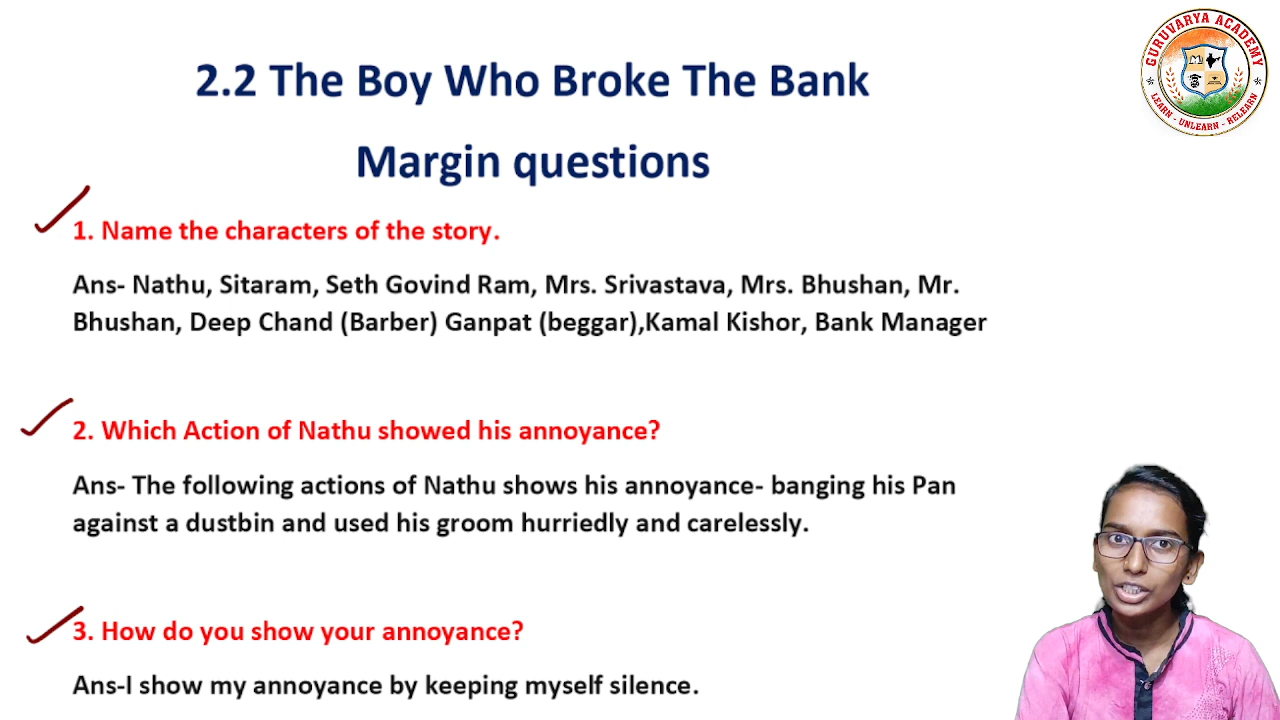 GURUVARYA ACADEMY
LEARN - UNLEARN - RELEARN
2.2 The Boy Who Broke The Bank
Margin questions
1. Name the characters of the story.
Ans- Nathu, Sitaram, Seth Govind Ram, Mrs. Srivastava, Mrs. Bhushan, Mr.
Bhushan, Deep Chand (Barber) Ganpat (beggar),Kamal Kishor, Bank Manager
2. Which Action of Nathu showed his annoyance?
Ans- The following actions of Nathu shows his annoyance- banging his Pan
against a dustbin and used his groom hurriedly and carelessly.
3. How do you show your annoyance?
Ans-I show my annoyance by keeping myself silence.